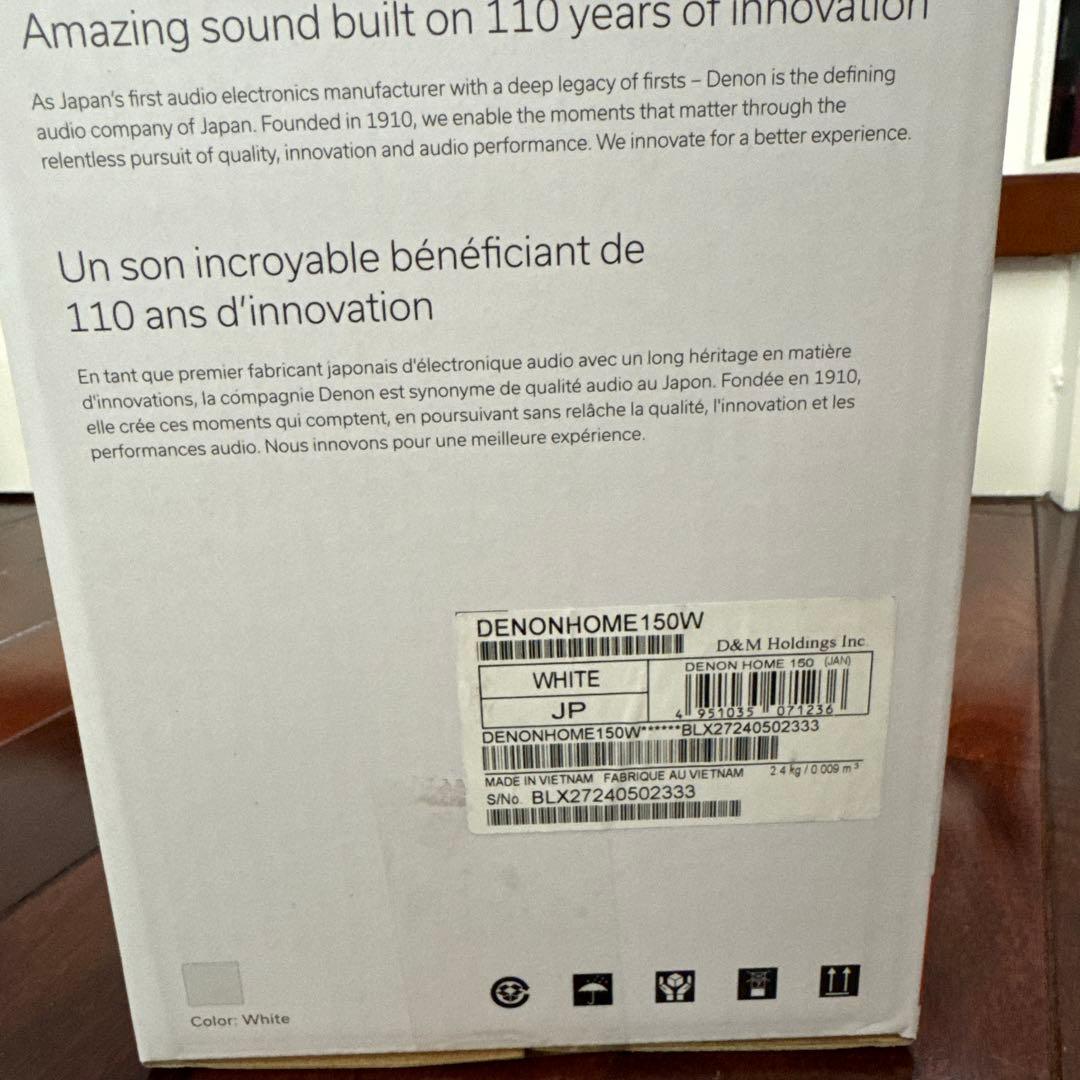 Amazing sound built on 110 years of innovation
As Japan's first audio electronics manufacturer with a deep legacy of firsts – Denon is the defining
audio company of Japan. Founded in 1910, we enable the moments that matter through the
relentless pursuit of quality, innovation and audio performance. We innovate for a better experience.
Un son incroyable bénéficiant de
110 ans d'innovation
En tant que premier fabricant japonais d'électronique audio avec un long héritage en matière
d'innovations, la compagnie Denon est synonyme de qualité audio au Japon. Fondée en 1910,
elle crée ces moments qui comptent, en poursuivant sans relâche la qualité, l'innovation et les
performances audio. Nous innovons pour une meilleure expérience.
DENONHOME150W
D&M Holdings Inc.
WHITE
JP
DENON HOME 150 (JAN)
4 951035 071236
DENONHOME150W******BLX27240502333
MADE IN VIETNAM FABRIQUE AU VIETNAM 2.4 kg / 0.009 m³
S/No. BLX27240502333
Color: White